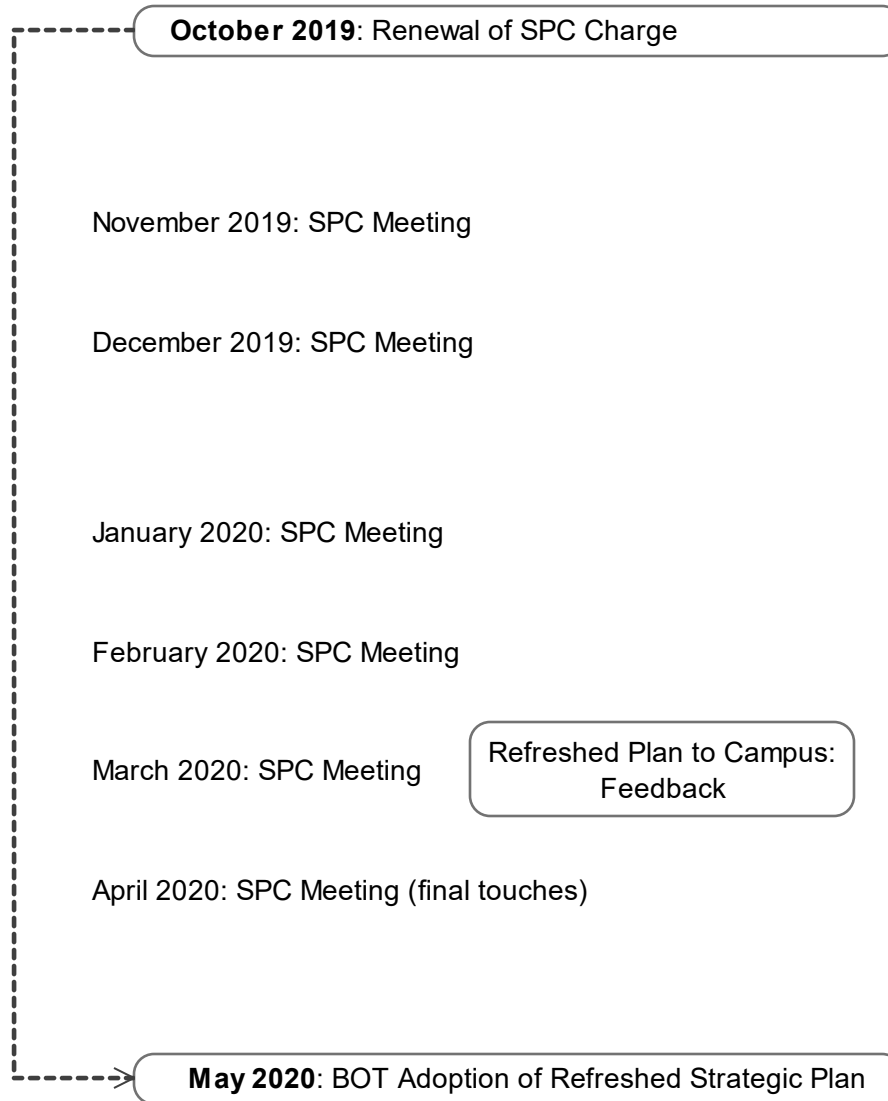 October 2019: Renewal of SPC Charge
November 2019: SPC Meeting
December 2019: SPC Meeting
January 2020: SPC Meeting
February 2020: SPC Meeting
March 2020: SPC Meeting
Refreshed Plan to Campus:
Feedback
April 2020: SPC Meeting (final touches)
May 2020: BOT Adoption of Refreshed Strategic Plan